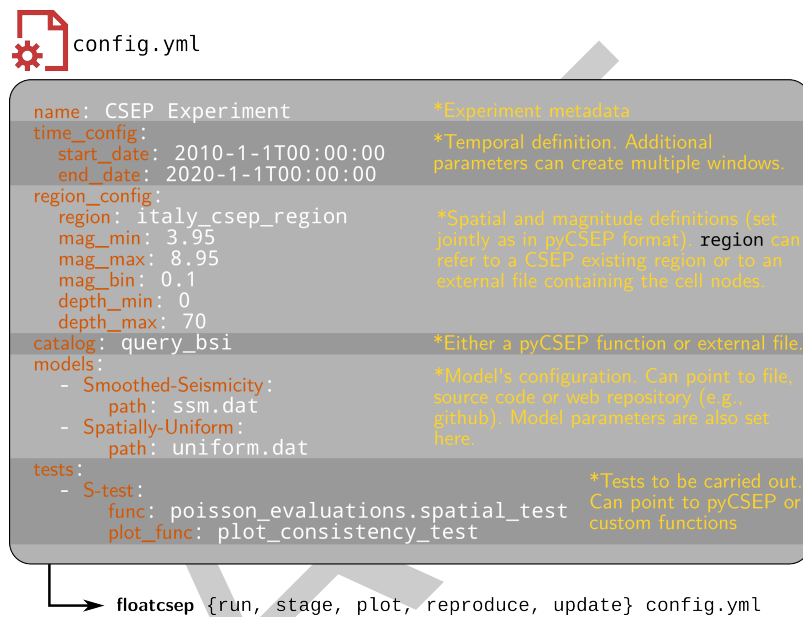 config.yml
name: CSEP Experiment
*Experiment metadata
time_config:
start_date: 2010-1-1T00:00:00
end_date: 2020-1-1T00:00:00
*Temporal definition. Additional
parameters can create multiple windows.
region_config:
region: italy_csep_region
mag_min: 3.95
mag_max: 8.95
mag_bin: 0.1
depth_min: 0
depth_max: 70
*Spatial and magnitude definitions (set
jointly as in pyCSEP format). region can
refer to a CSEP existing region or to an
external file containing the cell nodes.
catalog: query_bsi
*Either a pyCSEP function or external file.
models:
- Smoothed-Seismicity:
path: ssm.dat
- Spatially-Uniform:
path: uniform.dat
*Model's configuration. Can point to file,
source code or web repository (e.g.,
github). Model parameters are also set
here.
tests:
- S-test:
func: poisson_evaluations.spatial_test
plot_func: plot_consistency_test
*Tests to be carried out.
Can point to pyCSEP or
custom functions
floatcsep {run, stage, plot, reproduce, update} config.yml